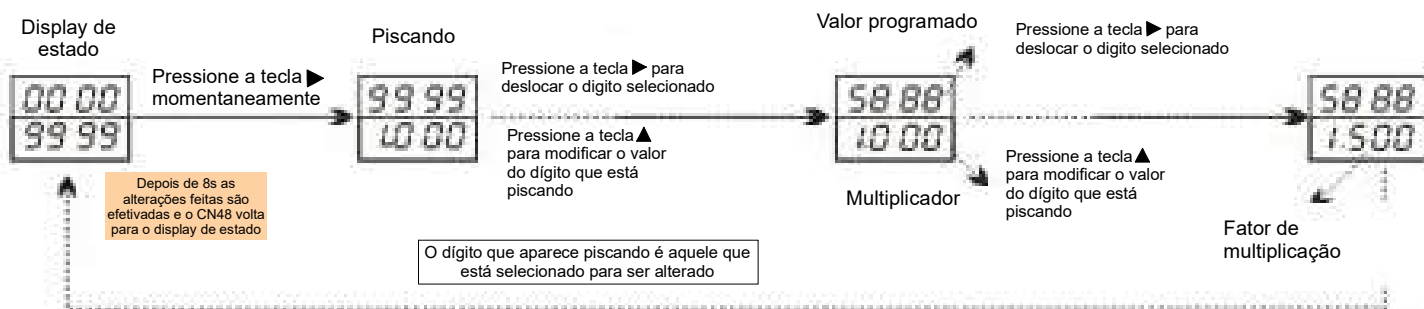 Display de
estado
00 00
99 99
Pressione a tecla ▶
momentaneamente
Depois de 8s as
alterações feitas são
efetivadas e o CN48 volta
para o display de estado
Piscando
99 99
1.0 00
Pressione a tecla ▶ para
deslocar o digito selecionado
Pressione a tecla ▲
para modificar o valor
do dígito que está
piscando
O dígito que aparece piscando é aquele que
está selecionado para ser alterado
Valor programado
58 88
1.0 00
Multiplicador
Pressione a tecla ▶ para
deslocar o digito selecionado
Pressione a tecla ▲
para modificar o valor
do dígito que está
piscando
58 88
1.500
Fator de
multiplicação